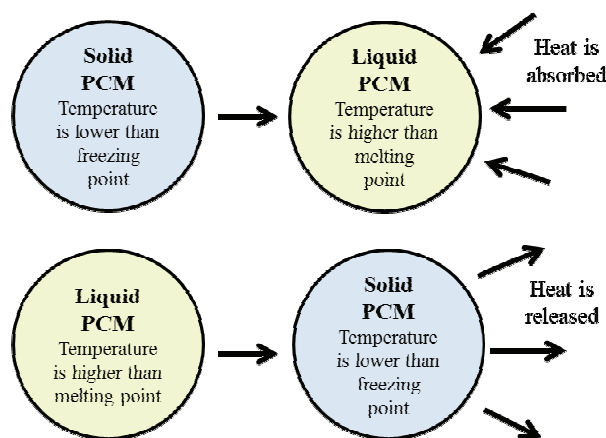 Solid
PCM
Temperature
is lower than
freezing
point
Liquid
PCM
Temperature
is higher than
melting
point
Heat is
absorbed
Liquid
PCM
Temperature
is higher than
melting point
Solid
PCM
Temperature
is lower than
freezing
point
Heat is
released